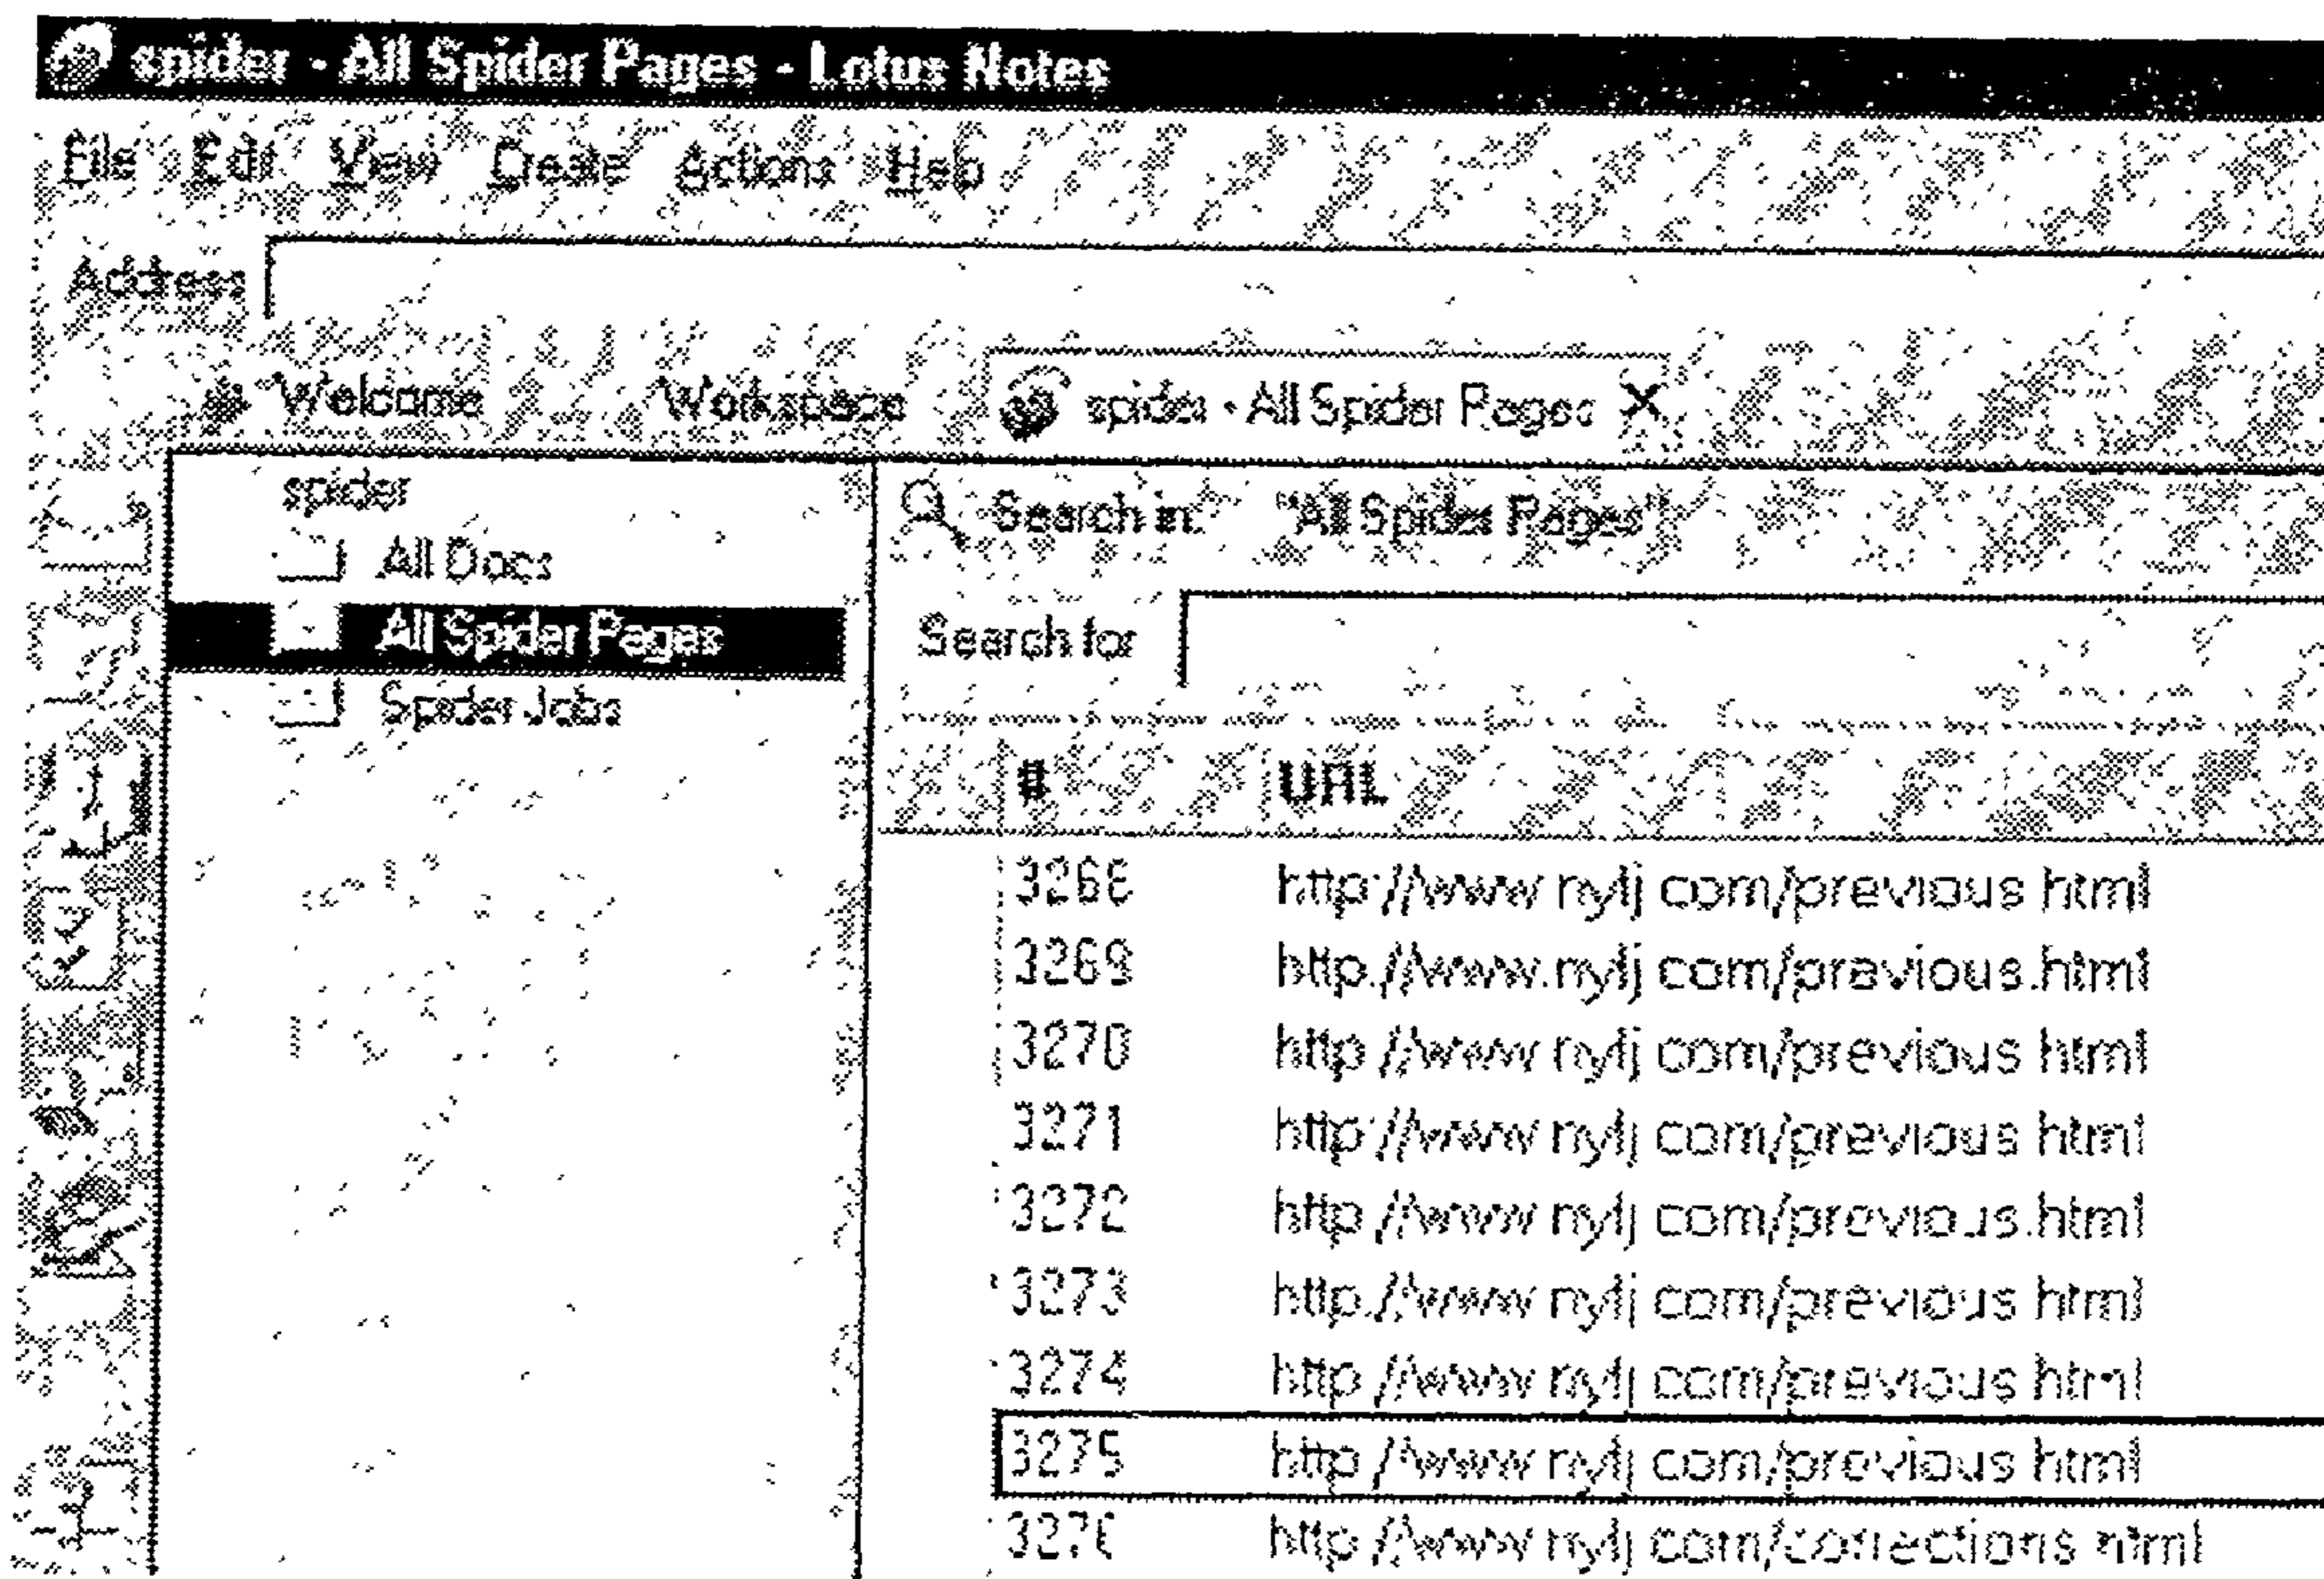 spider - All Spider Pages - Lotus Notes
File Edit View Create Actions Help
Address
Welcome Workspace spider - All Spider Pages X
spider
All Docs
All Spider Pages
Spider Jobs
Search in: "All Spider Pages"
Search for
# URL
3268 http://www.nylj.com/previous.html
3269 http://www.nylj.com/previous.html
3270 http://www.nylj.com/previous.html
3271 http://www.nylj.com/previous.html
3272 http://www.nylj.com/previous.html
3273 http://www.nylj.com/previous.html
3274 http://www.nylj.com/previous.html
3275 http://www.nylj.com/previous.html
3276 http://www.nylj.com/corrections.html